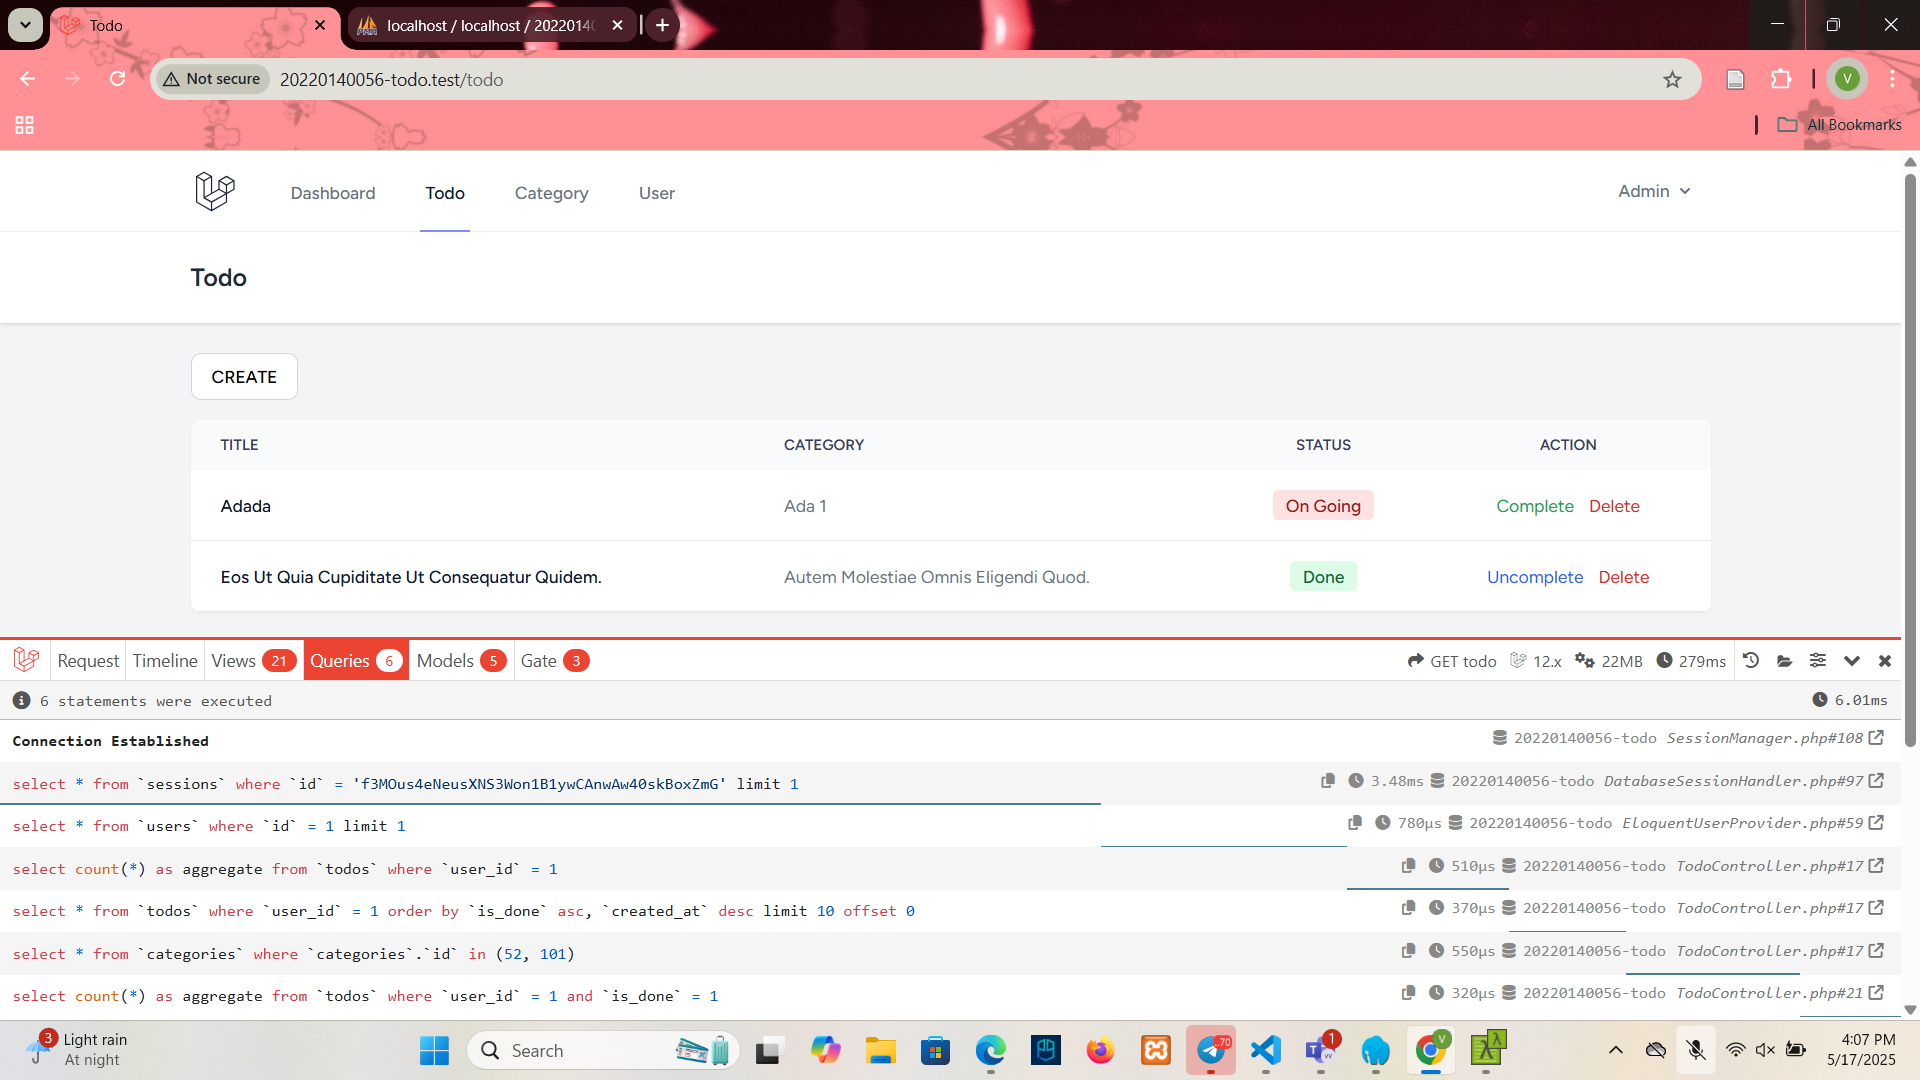 Todo
localhost / localhost / 2022014
Not secure 20220140056-todo.test/todo V
All Bookmarks
Dashboard Todo Category User Admin
Todo
CREATE
TITLE CATEGORY STATUS ACTION
Adada Ada 1 On Going Complete Delete
Eos Ut Quia Cupiditate Ut Consequatur Quidem. Autem Molestiae Omnis Eligendi Quod. Done Uncomplete Delete
Request Timeline Views 21 Queries 6 Models 5 Gate 3 GET todo 12.x 22MB 279ms
6 statements were executed 6.01ms
Connection Established 20220140056-todo SessionManager.php#108
select * from `sessions` where `id` = 'f3MOus4eNeusXNS3Won1B1ywCAnwAw40skBoxZmG' limit 1 3.48ms 20220140056-todo DatabaseSessionHandler.php#97
select * from `users` where `id` = 1 limit 1 780μs 20220140056-todo EloquentUserProvider.php#59
select count(*) as aggregate from `todos` where `user_id` = 1 510μs 20220140056-todo TodoController.php#17
select * from `todos` where `user_id` = 1 order by `is_done` asc, `created_at` desc limit 10 offset 0 370μs 20220140056-todo TodoController.php#17
select * from `categories` where `categories`.`id` in (52, 101) 550μs 20220140056-todo TodoController.php#17
select count(*) as aggregate from `todos` where `user_id` = 1 and `is_done` = 1 320μs 20220140056-todo TodoController.php#21
3 Light rain
At night
Search
70
1
V
4:07 PM
5/17/2025